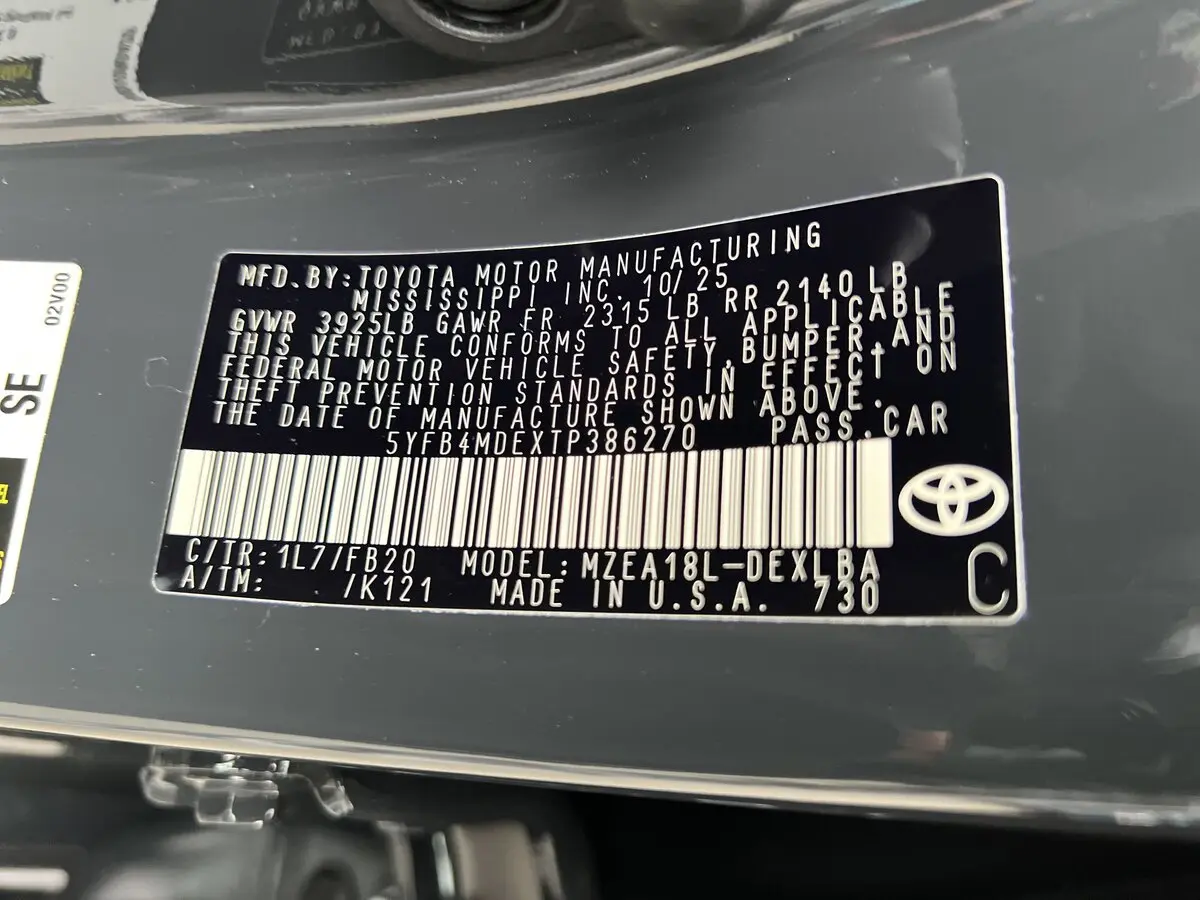 MFD.BY:TOYOTA MOTOR MANUFACTURING
MISSISSIPPI INC. 10/25
GVWR 3925LB GAWR FR 2315 LB RR 2140 LB
THIS VEHICLE CONFORMS TO ALL APPLICABLE
FEDERAL MOTOR VEHICLE SAFETY,BUMPER,AND
THEFT PREVENTION STANDARDS IN EFFECT ON
THE DATE OF MANUFACTURE SHOWN ABOVE.
5YFB4MDEXTP386270 PASS.CAR
C/TR:1L7/FB20 MODEL:MZEA18L-DEXLBA
A/TM: /K121 MADE IN U.S.A. 730
C
02V00
SE